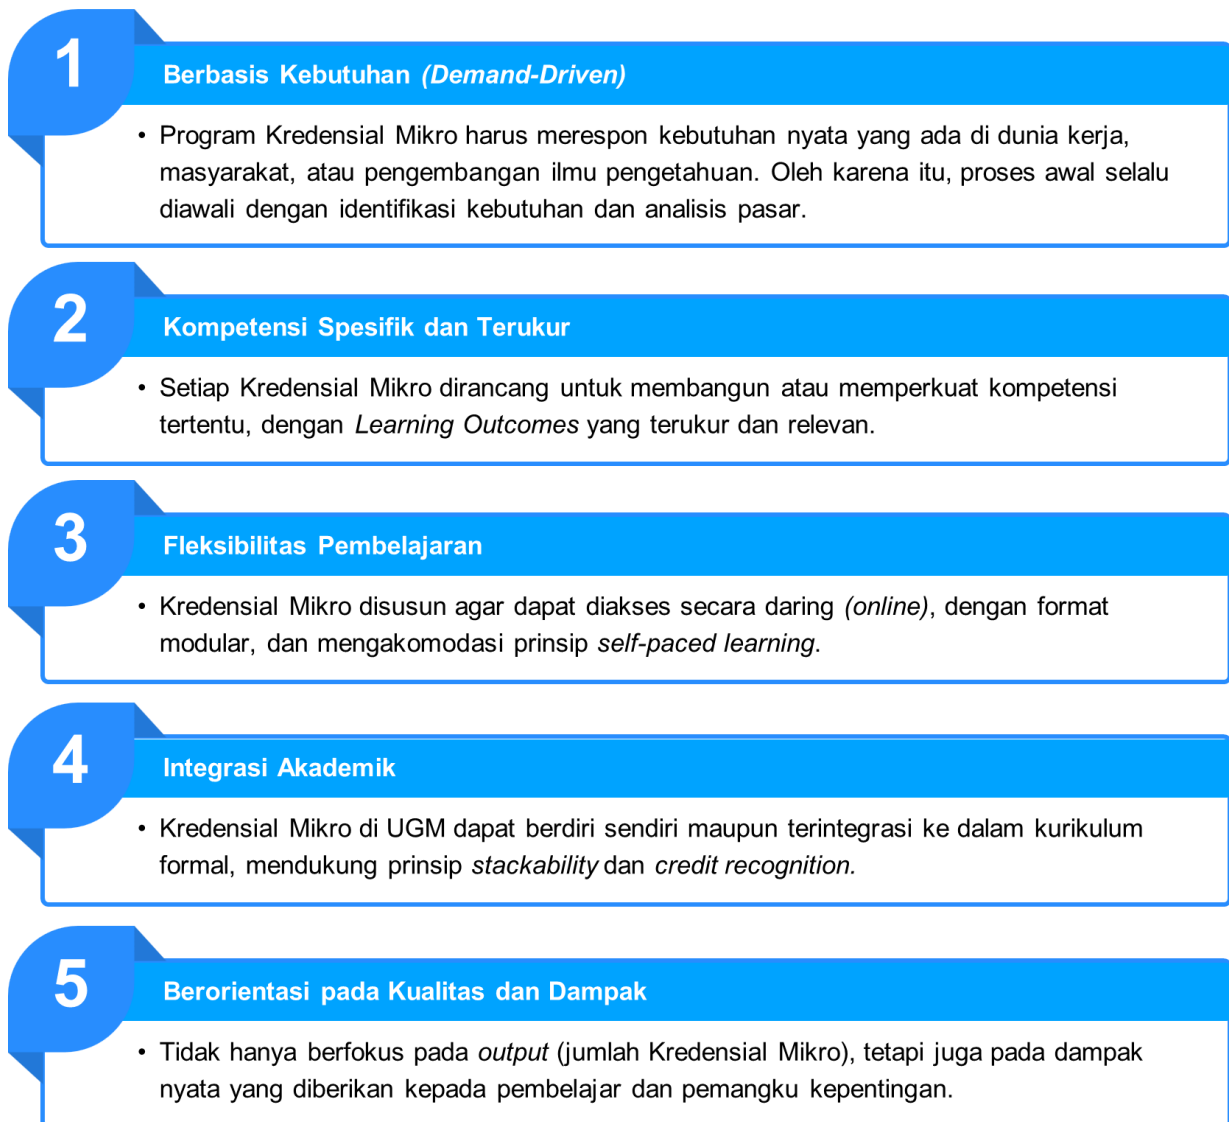 1
Berbasis Kebutuhan (Demand-Driven)
• Program Kredensial Mikro harus merespon kebutuhan nyata yang ada di dunia kerja,
masyarakat, atau pengembangan ilmu pengetahuan. Oleh karena itu, proses awal selalu
diawali dengan identifikasi kebutuhan dan analisis pasar.
2
Kompetensi Spesifik dan Terukur
• Setiap Kredensial Mikro dirancang untuk membangun atau memperkuat kompetensi
tertentu, dengan Learning Outcomes yang terukur dan relevan.
3
Fleksibilitas Pembelajaran
• Kredensial Mikro disusun agar dapat diakses secara daring (online), dengan format
modular, dan mengakomodasi prinsip self-paced learning.
4
Integrasi Akademik
• Kredensial Mikro di UGM dapat berdiri sendiri maupun terintegrasi ke dalam kurikulum
formal, mendukung prinsip stackability dan credit recognition.
5
Berorientasi pada Kualitas dan Dampak
• Tidak hanya berfokus pada output (jumlah Kredensial Mikro), tetapi juga pada dampak
nyata yang diberikan kepada pembelajar dan pemangku kepentingan.